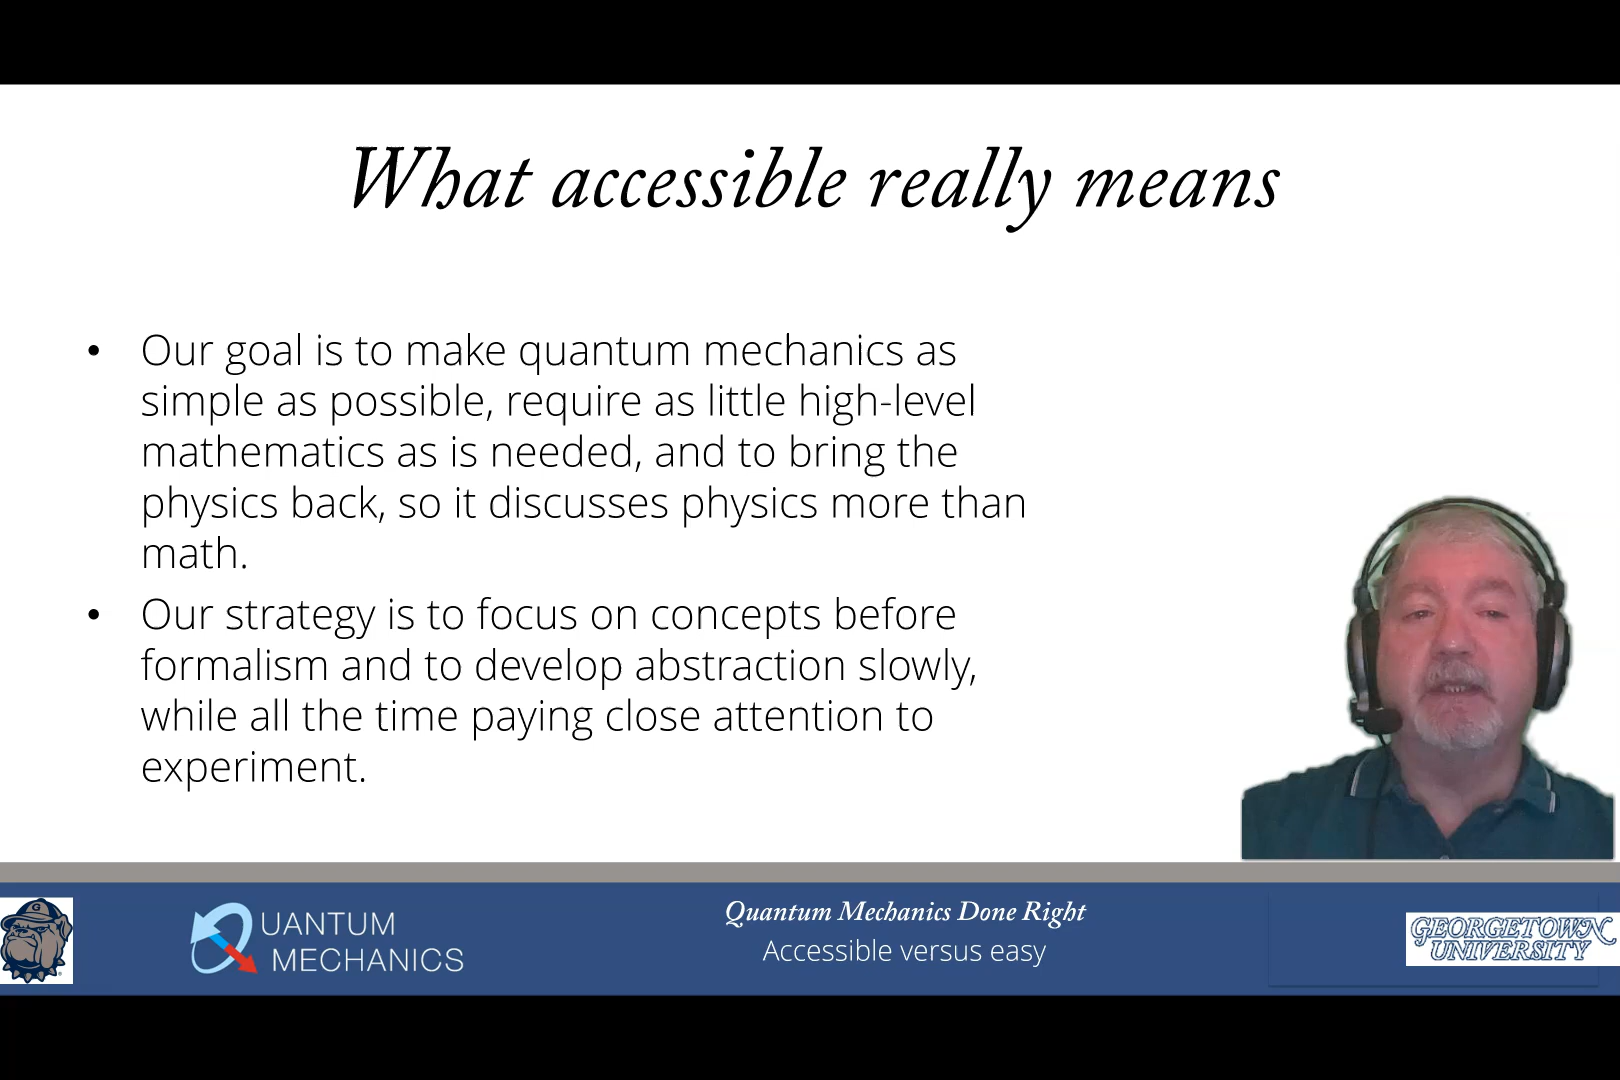 What accessible really means
• Our goal is to make quantum mechanics as
simple as possible, require as little high-level
mathematics as is needed, and to bring the
physics back, so it discusses physics more than
math.
• Our strategy is to focus on concepts before
formalism and to develop abstraction slowly,
while all the time paying close attention to
experiment.
G
QUANTUM
MECHANICS
Quantum Mechanics Done Right
Accessible versus easy
GEORGETOWN
UNIVERSITY